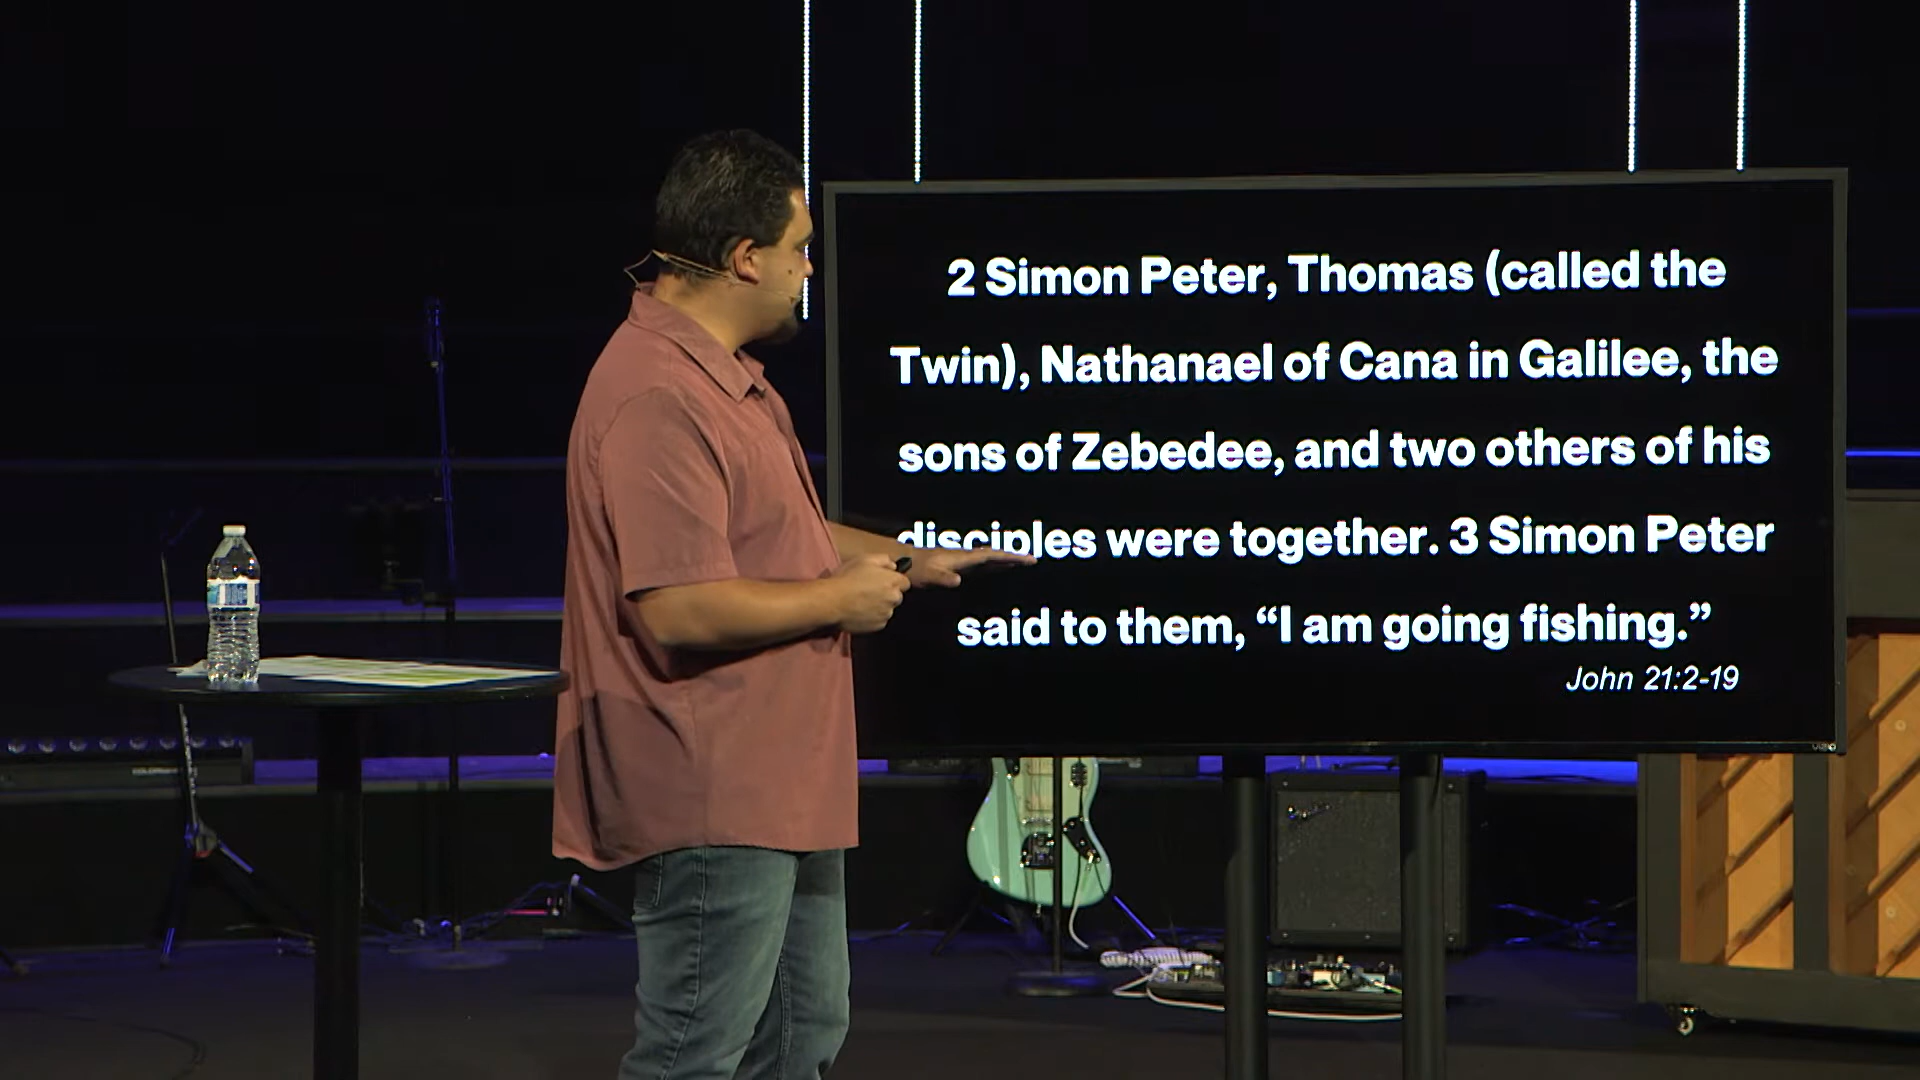 2 Simon Peter, Thomas (called the
Twin), Nathanael of Cana in Galilee, the
sons of Zebedee, and two others of his
disciples were together. 3 Simon Peter
said to them, “I am going fishing.”
John 21:2-19